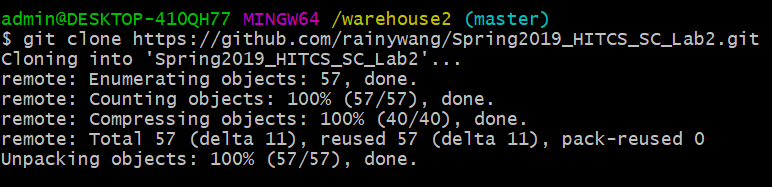 admin@DESKTOP-410QH77 MINGW64 /warehouse2 (master)
$ git clone https://github.com/rainywang/Spring2019_HITCS_SC_Lab2.git
Cloning into 'Spring2019_HITCS_SC_Lab2'...
remote: Enumerating objects: 57, done.
remote: Counting objects: 100% (57/57), done.
remote: Compressing objects: 100% (40/40), done.
remote: Total 57 (delta 11), reused 57 (delta 11), pack-reused 0
Unpacking objects: 100% (57/57), done.